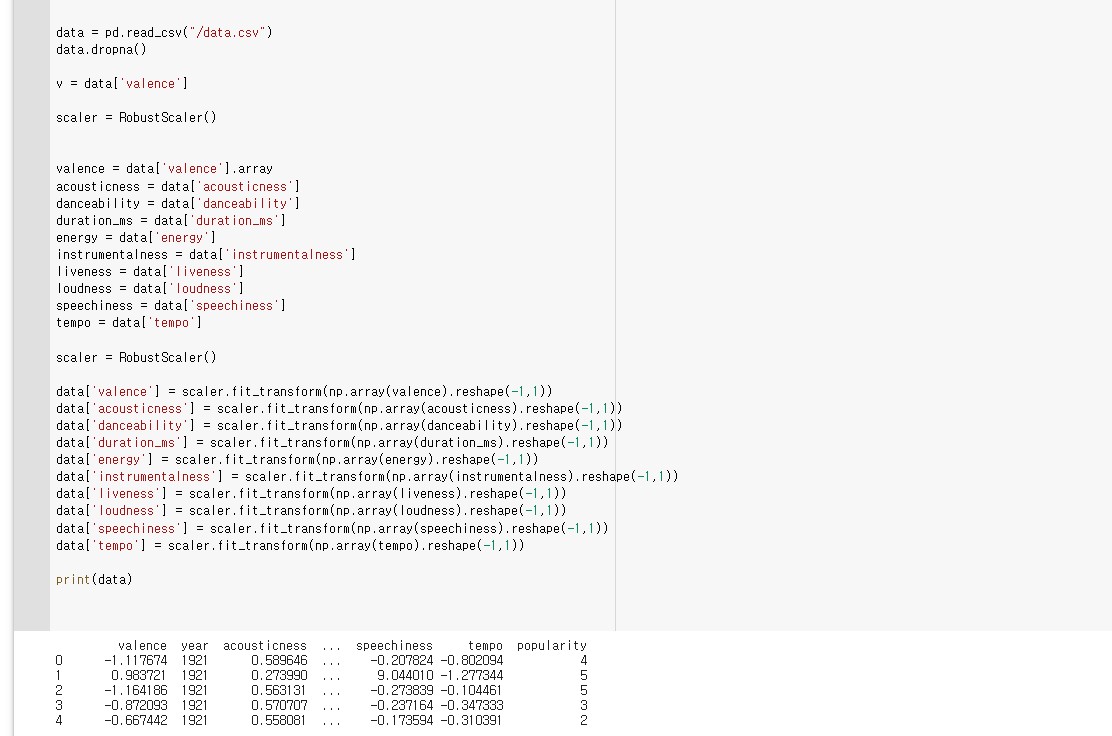 data = pd.read_csv("/data.csv")
data.dropna()
v = data['valence']
scaler = RobustScaler()
valence = data['valence'].array
acousticness = data['acousticness']
danceability = data['danceability']
duration_ms = data['duration_ms']
energy = data['energy']
instrumentalness = data['instrumentalness']
liveness = data['liveness']
loudness = data['loudness']
speechiness = data['speechiness']
tempo = data['tempo']
scaler = RobustScaler()
data['valence'] = scaler.fit_transform(np.array(valence).reshape(-1,1))
data['acousticness'] = scaler.fit_transform(np.array(acousticness).reshape(-1,1))
data['danceability'] = scaler.fit_transform(np.array(danceability).reshape(-1,1))
data['duration_ms'] = scaler.fit_transform(np.array(duration_ms).reshape(-1,1))
data['energy'] = scaler.fit_transform(np.array(energy).reshape(-1,1))
data['instrumentalness'] = scaler.fit_transform(np.array(instrumentalness).reshape(-1,1))
data['liveness'] = scaler.fit_transform(np.array(liveness).reshape(-1,1))
data['loudness'] = scaler.fit_transform(np.array(loudness).reshape(-1,1))
data['speechiness'] = scaler.fit_transform(np.array(speechiness).reshape(-1,1))
data['tempo'] = scaler.fit_transform(np.array(tempo).reshape(-1,1))
print(data)
valence year acousticness ... speechiness tempo popularity
0 -1.117674 1921 0.589646 ... -0.207824 -0.802094 4
1 0.983721 1921 0.273990 ... 9.044010 -1.277344 5
2 -1.164186 1921 0.563131 ... -0.273839 -0.104461 5
3 -0.872093 1921 0.570707 ... -0.237164 -0.347333 3
4 -0.667442 1921 0.558081 ... -0.173594 -0.310391 2